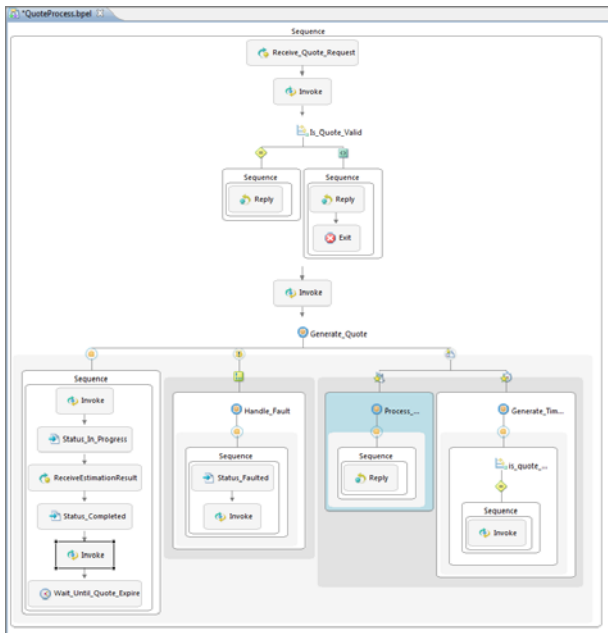 *QuoteProcess.bpel
Sequence
Receive_Quote_Request
Invoke
Is_Quote_Valid
Sequence
Sequence
Reply
Reply
Exit
Invoke
Generate_Quote
Sequence
Invoke
Status_In_Progress
ReceiveEstimationResult
Status_Completed
Invoke
Wait_Until_Quote_Expire
Handle_Fault
Sequence
Status_Faulted
Invoke
Process_...
Sequence
Reply
Generate_Tim...
is_quote_...
Sequence
Invoke